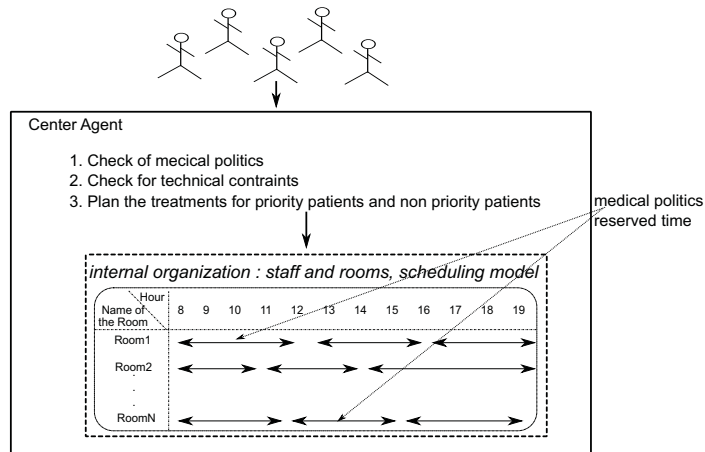 Center Agent
1. Check of mecical politics
2. Check for technical contraints
3. Plan the treatments for priority patients and non priority patients
medical politics
reserved time
internal organization : staff and rooms, scheduling model
Hour
Name of
the Room
8 9 10 11 12 13 14 15 16 17 18 19
Room1
Room2
.
.
.
RoomN